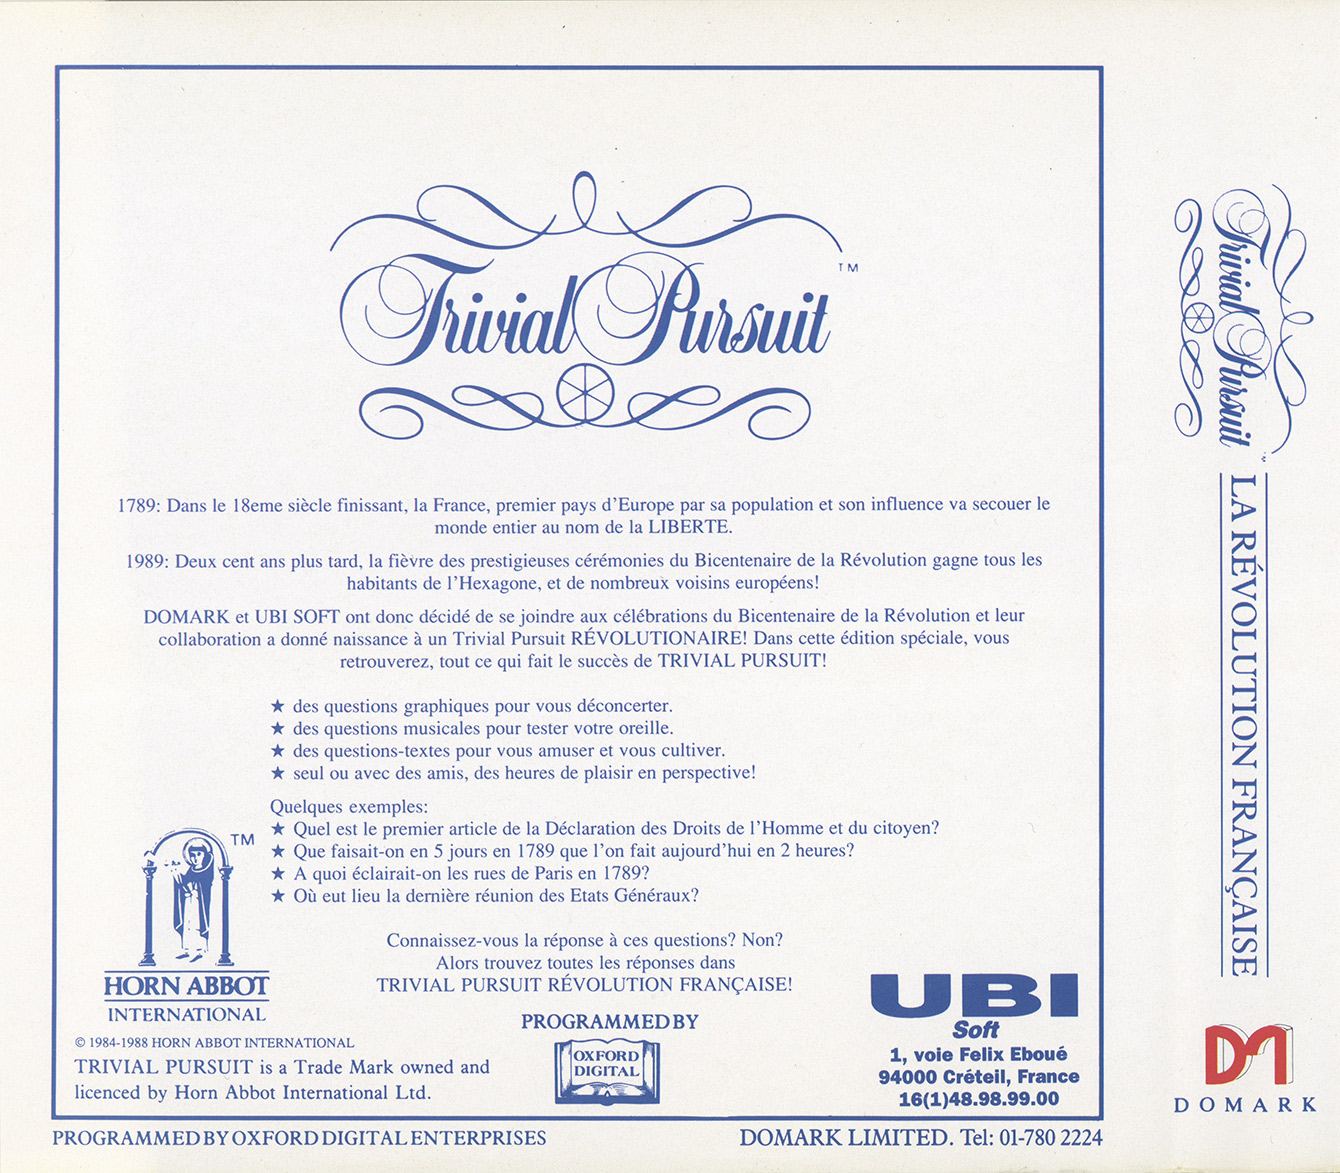 Trivial Pursuit
TM
1789: Dans le 18eme siècle finissant, la France, premier pays d'Europe par sa population et son influence va secouer le
monde entier au nom de la LIBERTE.
1989: Deux cent ans plus tard, la fièvre des prestigieuses cérémonies du Bicentenaire de la Révolution gagne tous les
habitants de l'Hexagone, et de nombreux voisins européens!
DOMARK et UBI SOFT ont donc décidé de se joindre aux célébrations du Bicentenaire de la Révolution et leur
collaboration a donné naissance à un Trivial Pursuit RÉVOLUTIONAIRE! Dans cette édition spéciale, vous
retrouverez, tout ce qui fait le succès de TRIVIAL PURSUIT!
★ des questions graphiques pour vous déconcerter.
★ des questions musicales pour tester votre oreille.
★ des questions-textes pour vous amuser et vous cultiver.
★ seul ou avec des amis, des heures de plaisir en perspective!
Quelques exemples:
★ Quel est le premier article de la Déclaration des Droits de l'Homme et du citoyen?
★ Que faisait-on en 5 jours en 1789 que l'on fait aujourd'hui en 2 heures?
★ A quoi éclairait-on les rues de Paris en 1789?
★ Où eut lieu la dernière réunion des Etats Généraux?
Connaissez-vous la réponse à ces questions? Non?
Alors trouvez toutes les réponses dans
TRIVIAL PURSUIT RÉVOLUTION FRANÇAISE!
TM
HORN ABBOT
INTERNATIONAL
© 1984-1988 HORN ABBOT INTERNATIONAL
TRIVIAL PURSUIT is a Trade Mark owned and
licenced by Horn Abbot International Ltd.
PROGRAMMED BY
OXFORD
DIGITAL
UBI
Soft
1, voie Felix Eboué
94000 Créteil, France
16(1)48.98.99.00
PROGRAMMED BY OXFORD DIGITAL ENTERPRISES
DOMARK LIMITED. Tel: 01-780 2224
Trivial Pursuit
LA RÉVOLUTION FRANÇAISE
DOMARK